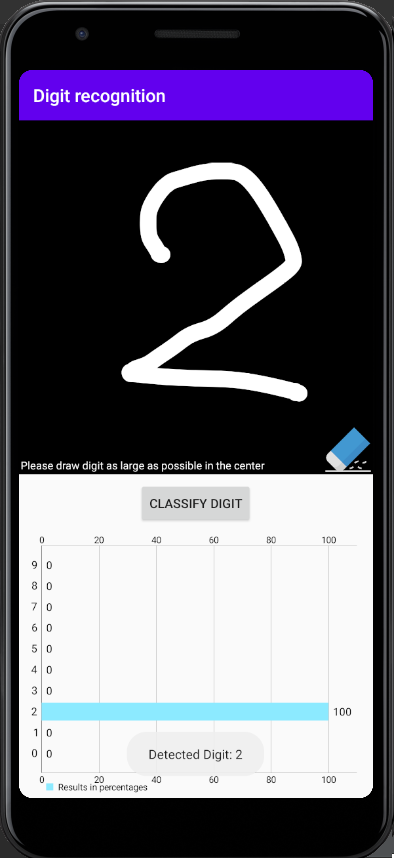 Digit recognition
2
Please draw digit as large as possible in the center
CLASSIFY DIGIT
0 20 40 60 80 100
9 0
8 0
7 0
6 0
5 0
4 0
3 0
2 100
1 0
0 0
Detected Digit: 2
0 20 40 60 80 100
Results in percentages